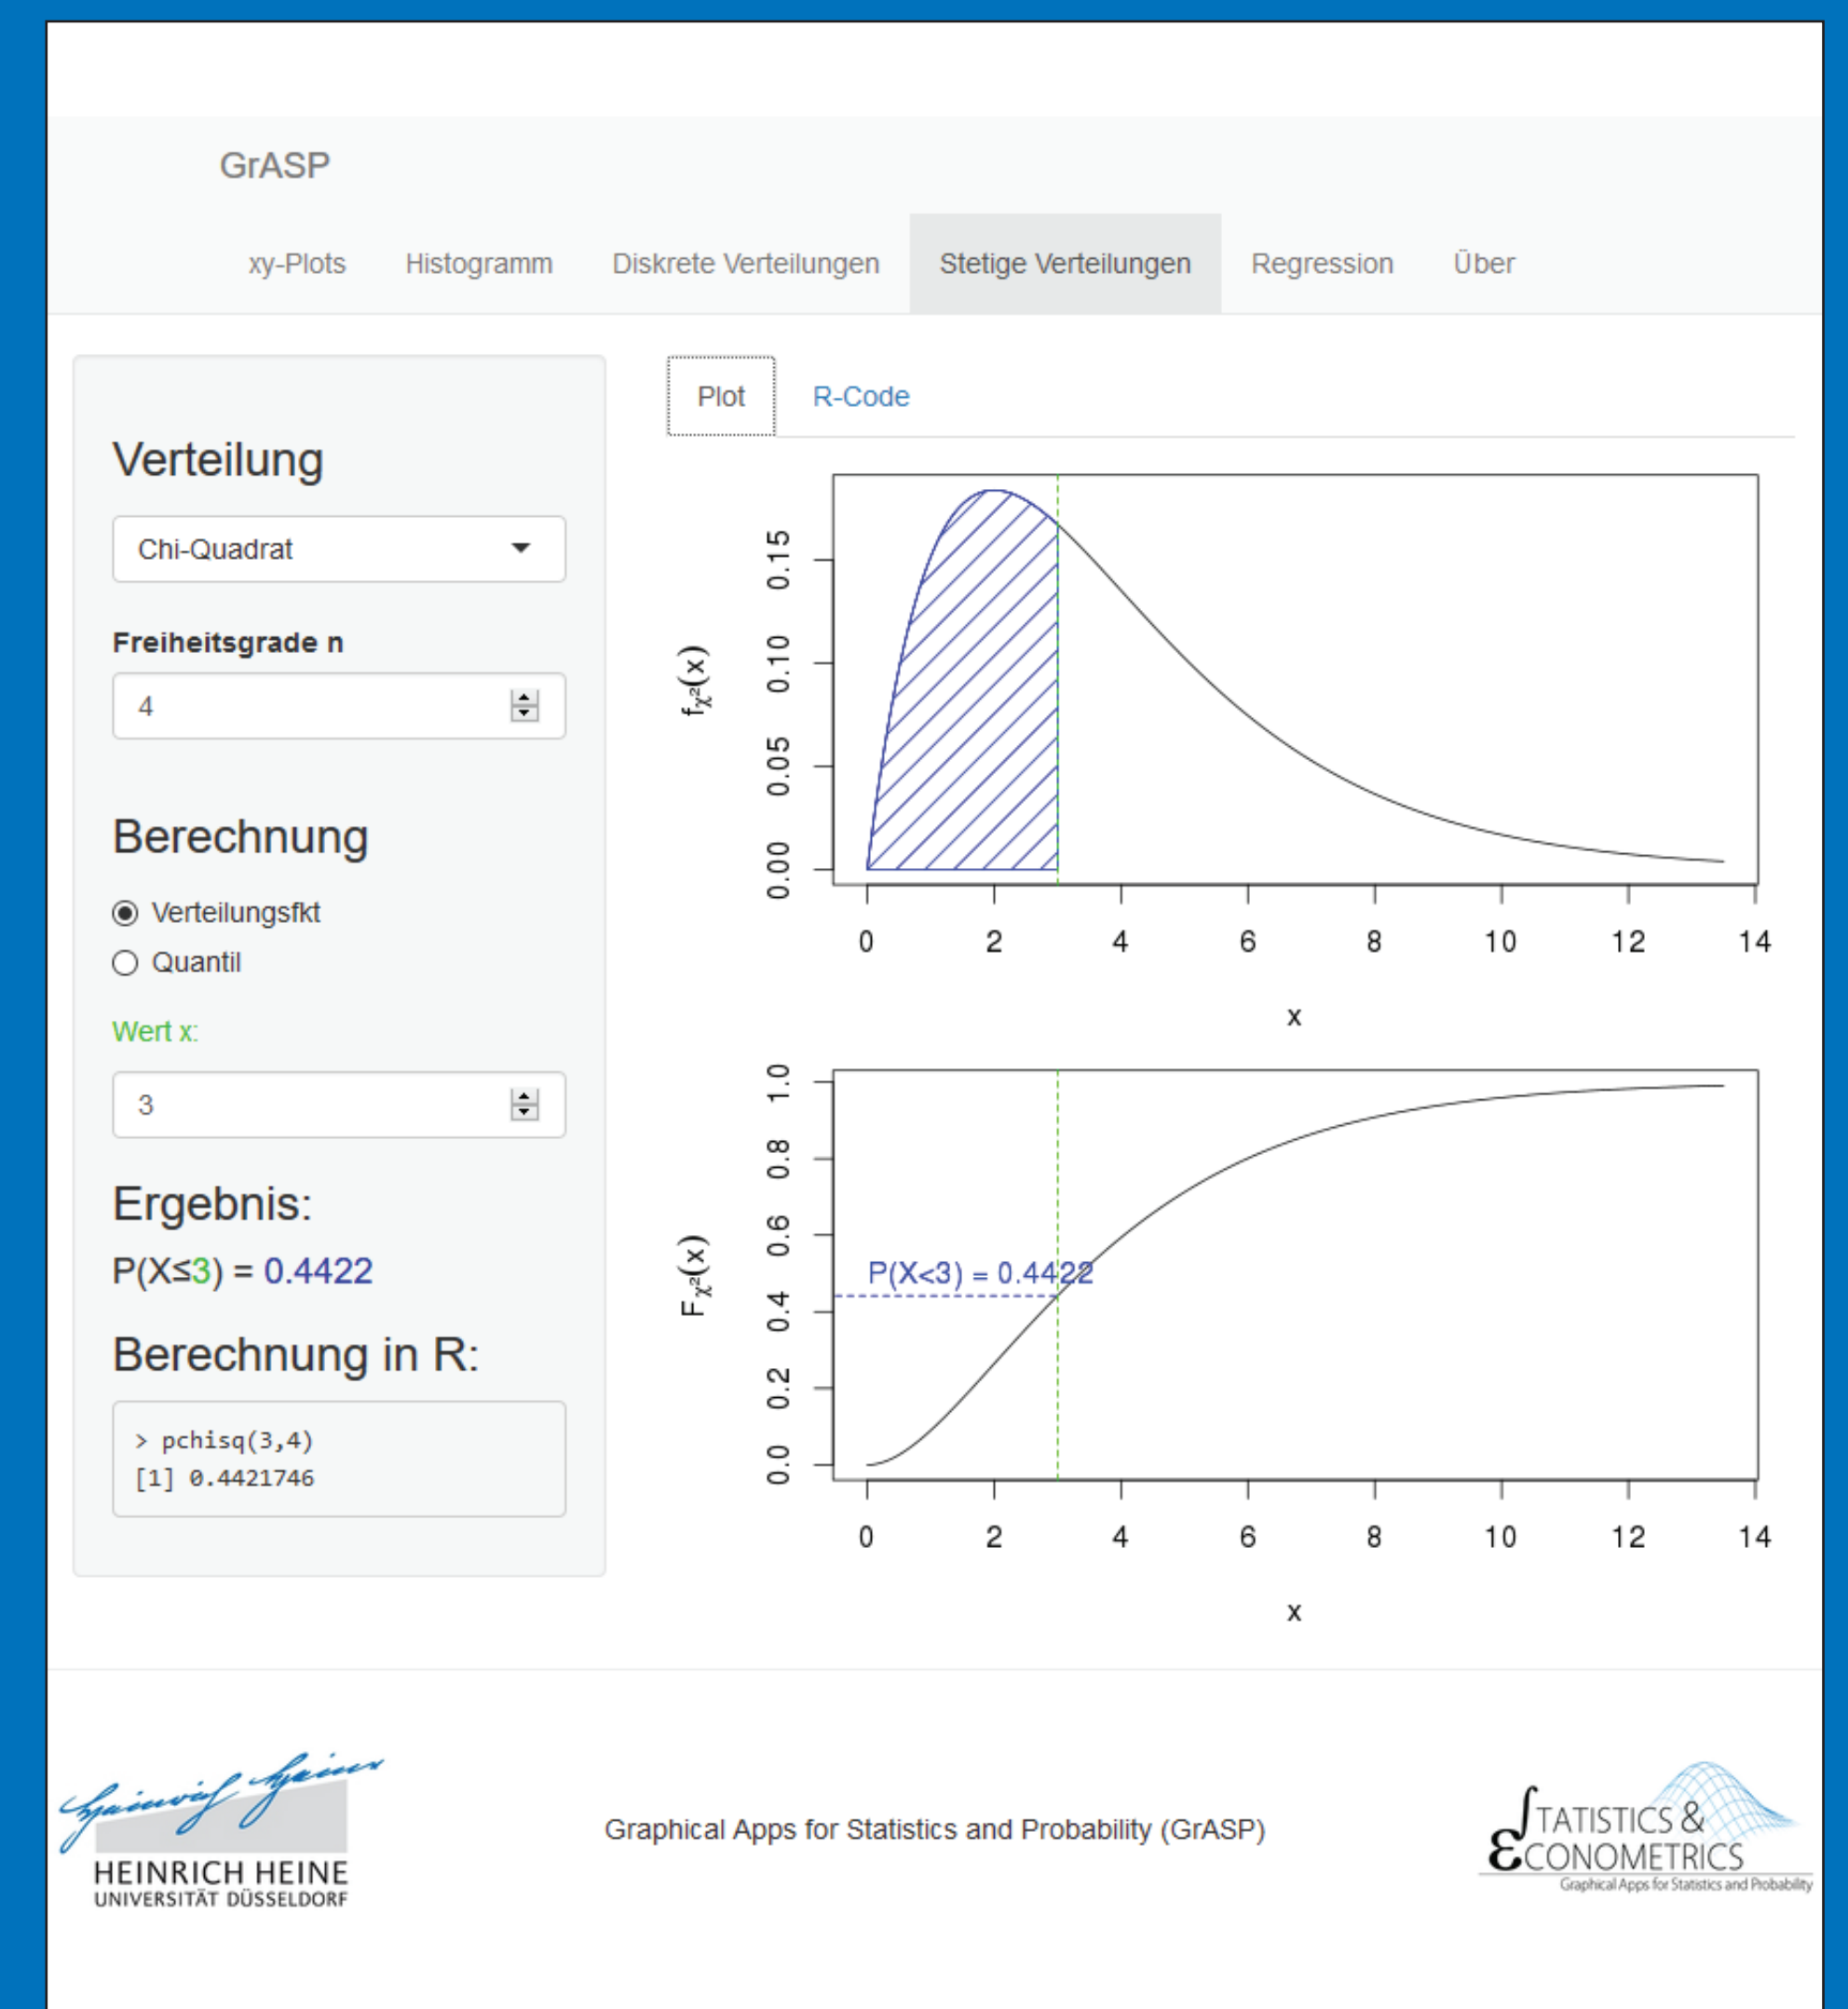 GrASP
xy-Plots Histogramm Diskrete Verteilungen Stetige Verteilungen Regression Über
Verteilung
Chi-Quadrat
Freiheitsgrade n
4
Berechnung
Verteilungsfkt
Quantil
Wert x:
3
Ergebnis:
P(X≤3) = 0.4422
Berechnung in R:
> pchisq(3,4)
[1] 0.4421746
Plot R-Code
fχ²(x)
0.15
0.10
0.05
0.00
0 2 4 6 8 10 12 14
x
Fχ²(x)
1.0
0.8
0.6
0.4
0.2
0.0
P(X<3) = 0.4422
0 2 4 6 8 10 12 14
x
Heinrich Heine
HEINRICH HEINE
UNIVERSITÄT DÜSSELDORF
Graphical Apps for Statistics and Probability (GrASP)
∫TATISTICS &
ƐCONOMETRICS
Graphical Apps for Statistics and Probability